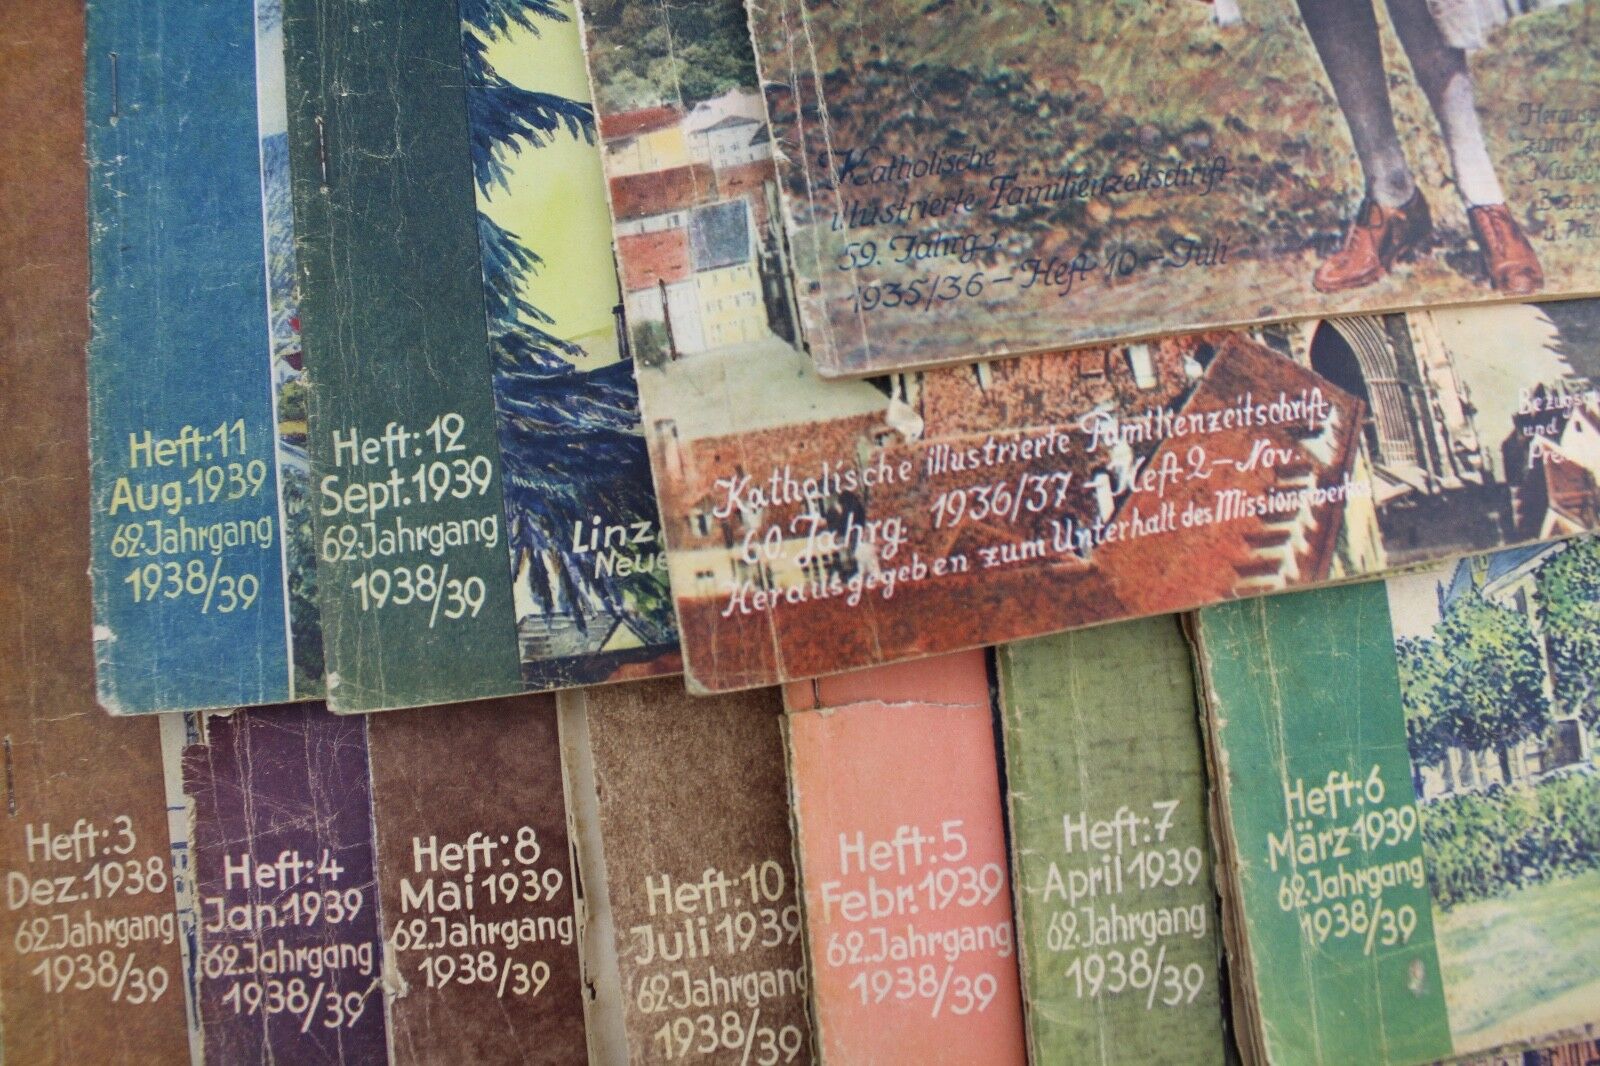 Katholische
illustrierte Familienzeitschrift
59. Jahrg.
1935/36 – Heft 10 – Juli
zum
Katholische illustrierte Familienzeitschrift
60. Jahrg. 1936/37 – Heft 2 – Nov.
Herausgegeben zum Unterhalt des Missionswerkes
und
Heft:11
Aug.1939
62.Jahrgang
1938/39
Heft:12
Sept.1939
62.Jahrgang
1938/39
Linz
Neue
Heft:3
Dez.1938
62.Jahrgang
1938/39
Heft:4
Jan.1939
62.Jahrgang
1938/39
Heft:8
Mai 1939
62.Jahrgang
1938/39
Heft:10
Juli 1939
62.Jahrgang
1938/39
Heft:5
Febr.1939
62.Jahrgang
1938/39
Heft:7
April 1939
62.Jahrgang
1938/39
Heft:6
März 1939
62.Jahrgang
1938/39